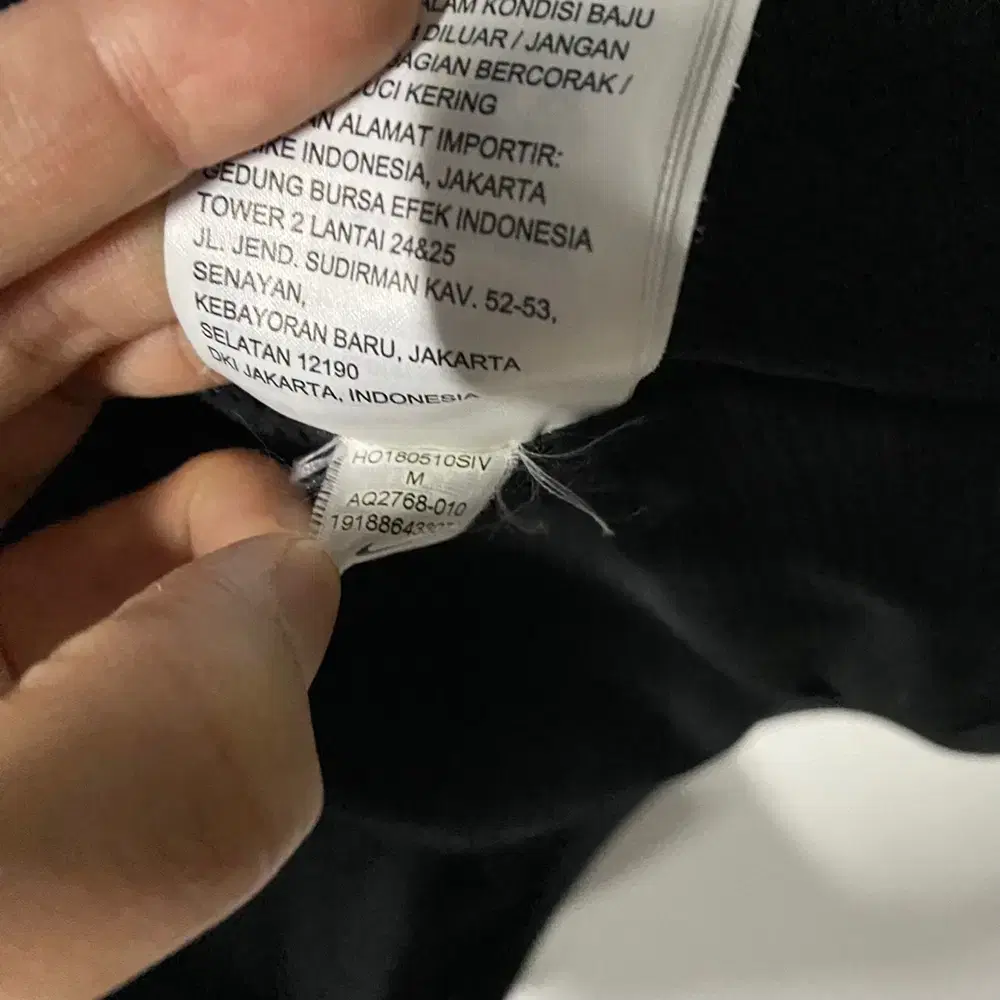 KONDISI BAJU
DILUAR / JANGAN
BAGIAN BERCORAK /
KERING
ALAMAT IMPORTIR:
INDONESIA, JAKARTA
GEDUNG BURSA EFEK INDONESIA
TOWER 2 LANTAI 24&25
JL. JEND. SUDIRMAN KAV. 52-53,
SENAYAN,
KEBAYORAN BARU, JAKARTA
SELATAN 12190
DKI JAKARTA, INDONESIA
HO180510SIV
M
AQ2768-010